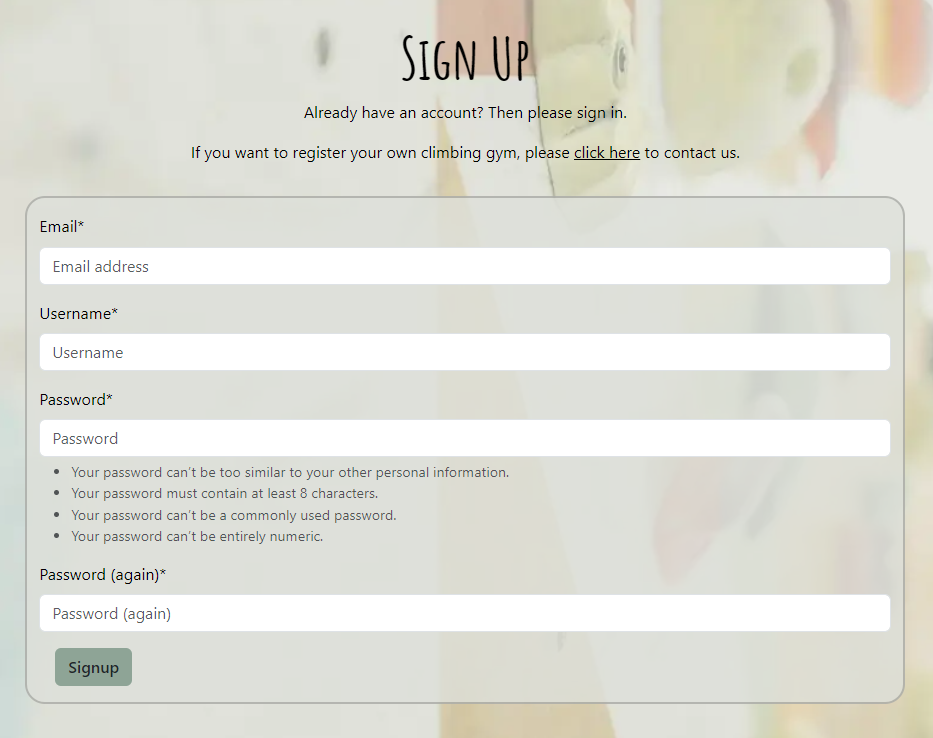 Sign Up
Already have an account? Then please sign in.
If you want to register your own climbing gym, please click here to contact us.
Email*
Email address
Username*
Username
Password*
Password
• Your password can't be too similar to your other personal information.
• Your password must contain at least 8 characters.
• Your password can't be a commonly used password.
• Your password can't be entirely numeric.
Password (again)*
Password (again)
Signup